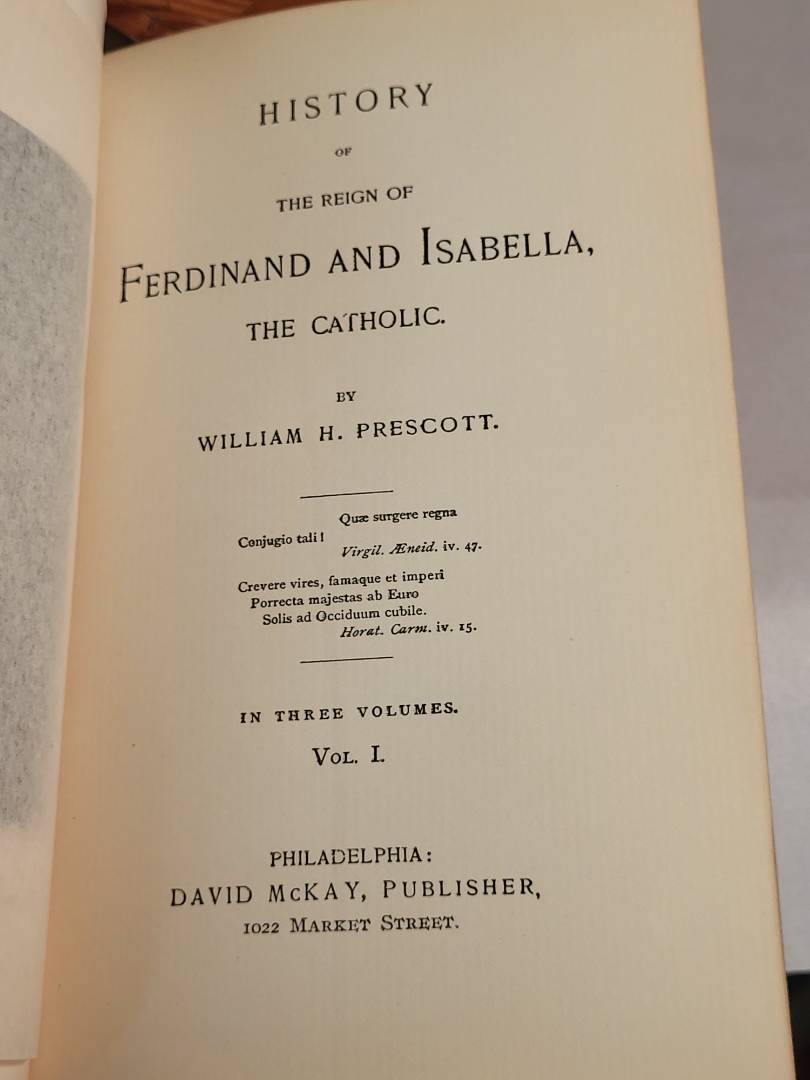 HISTORY
OF
THE REIGN OF
FERDINAND AND ISABELLA,
THE CATHOLIC.
BY
WILLIAM H. PRESCOTT.
Quæ surgere regna
Conjugio tali!
Virgil. Æneid. iv. 47.
Crevere vires, famaque et imperî
Porrecta majestas ab Euro
Solis ad Occiduum cubile.
Horat. Carm. iv. 15.
IN THREE VOLUMES.
VOL. I.
PHILADELPHIA:
DAVID McKAY, PUBLISHER,
1022 MARKET STREET.